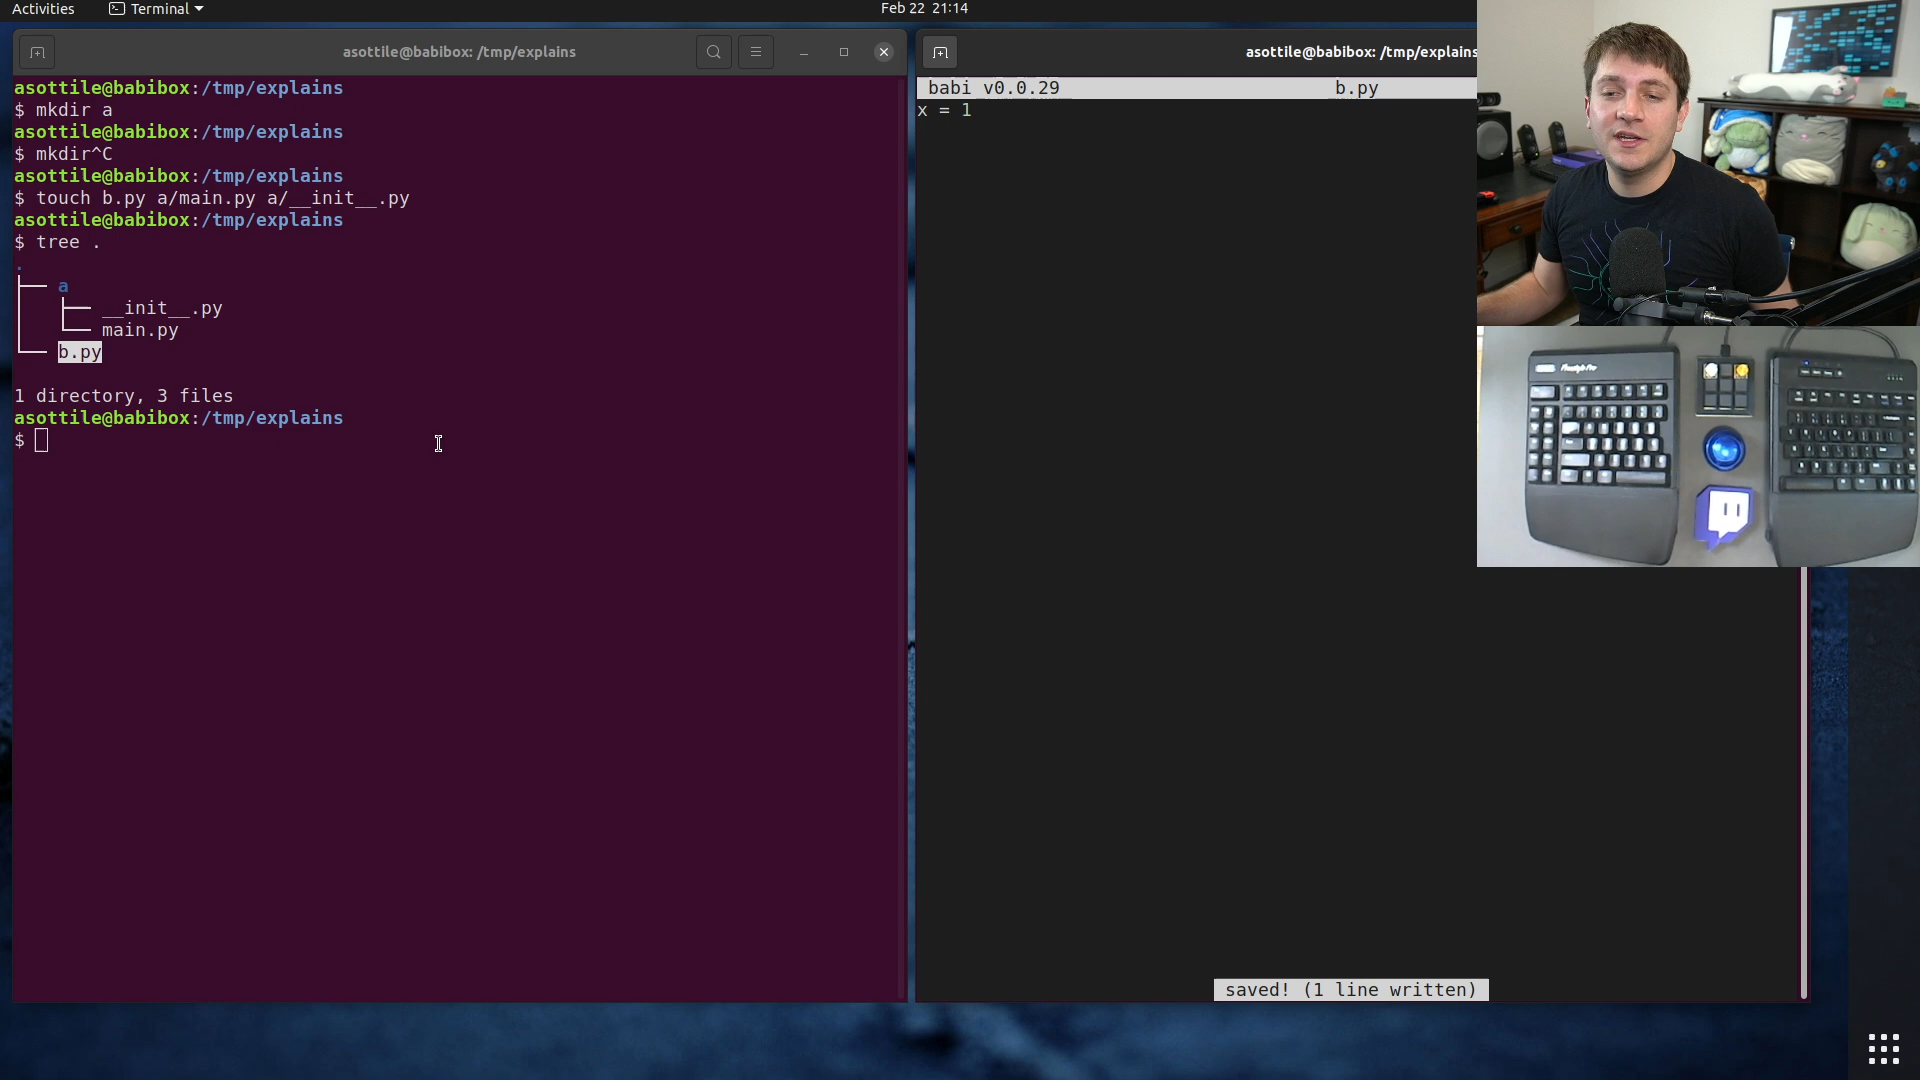 Activities
Terminal
Feb 22 21:14
asottile@babibox: /tmp/explains
asottile@babibox:/tmp/explains
$ mkdir a
asottile@babibox:/tmp/explains
$ mkdir^C
asottile@babibox:/tmp/explains
$ touch b.py a/main.py a/__init__.py
asottile@babibox:/tmp/explains
$ tree .
.
├── a
│   ├── __init__.py
│   └── main.py
└── b.py
1 directory, 3 files
asottile@babibox:/tmp/explains
$
asottile@babibox: /tmp/explains
babi v0.0.29 b.py
x = 1
saved! (1 line written)
Freestyle Pro